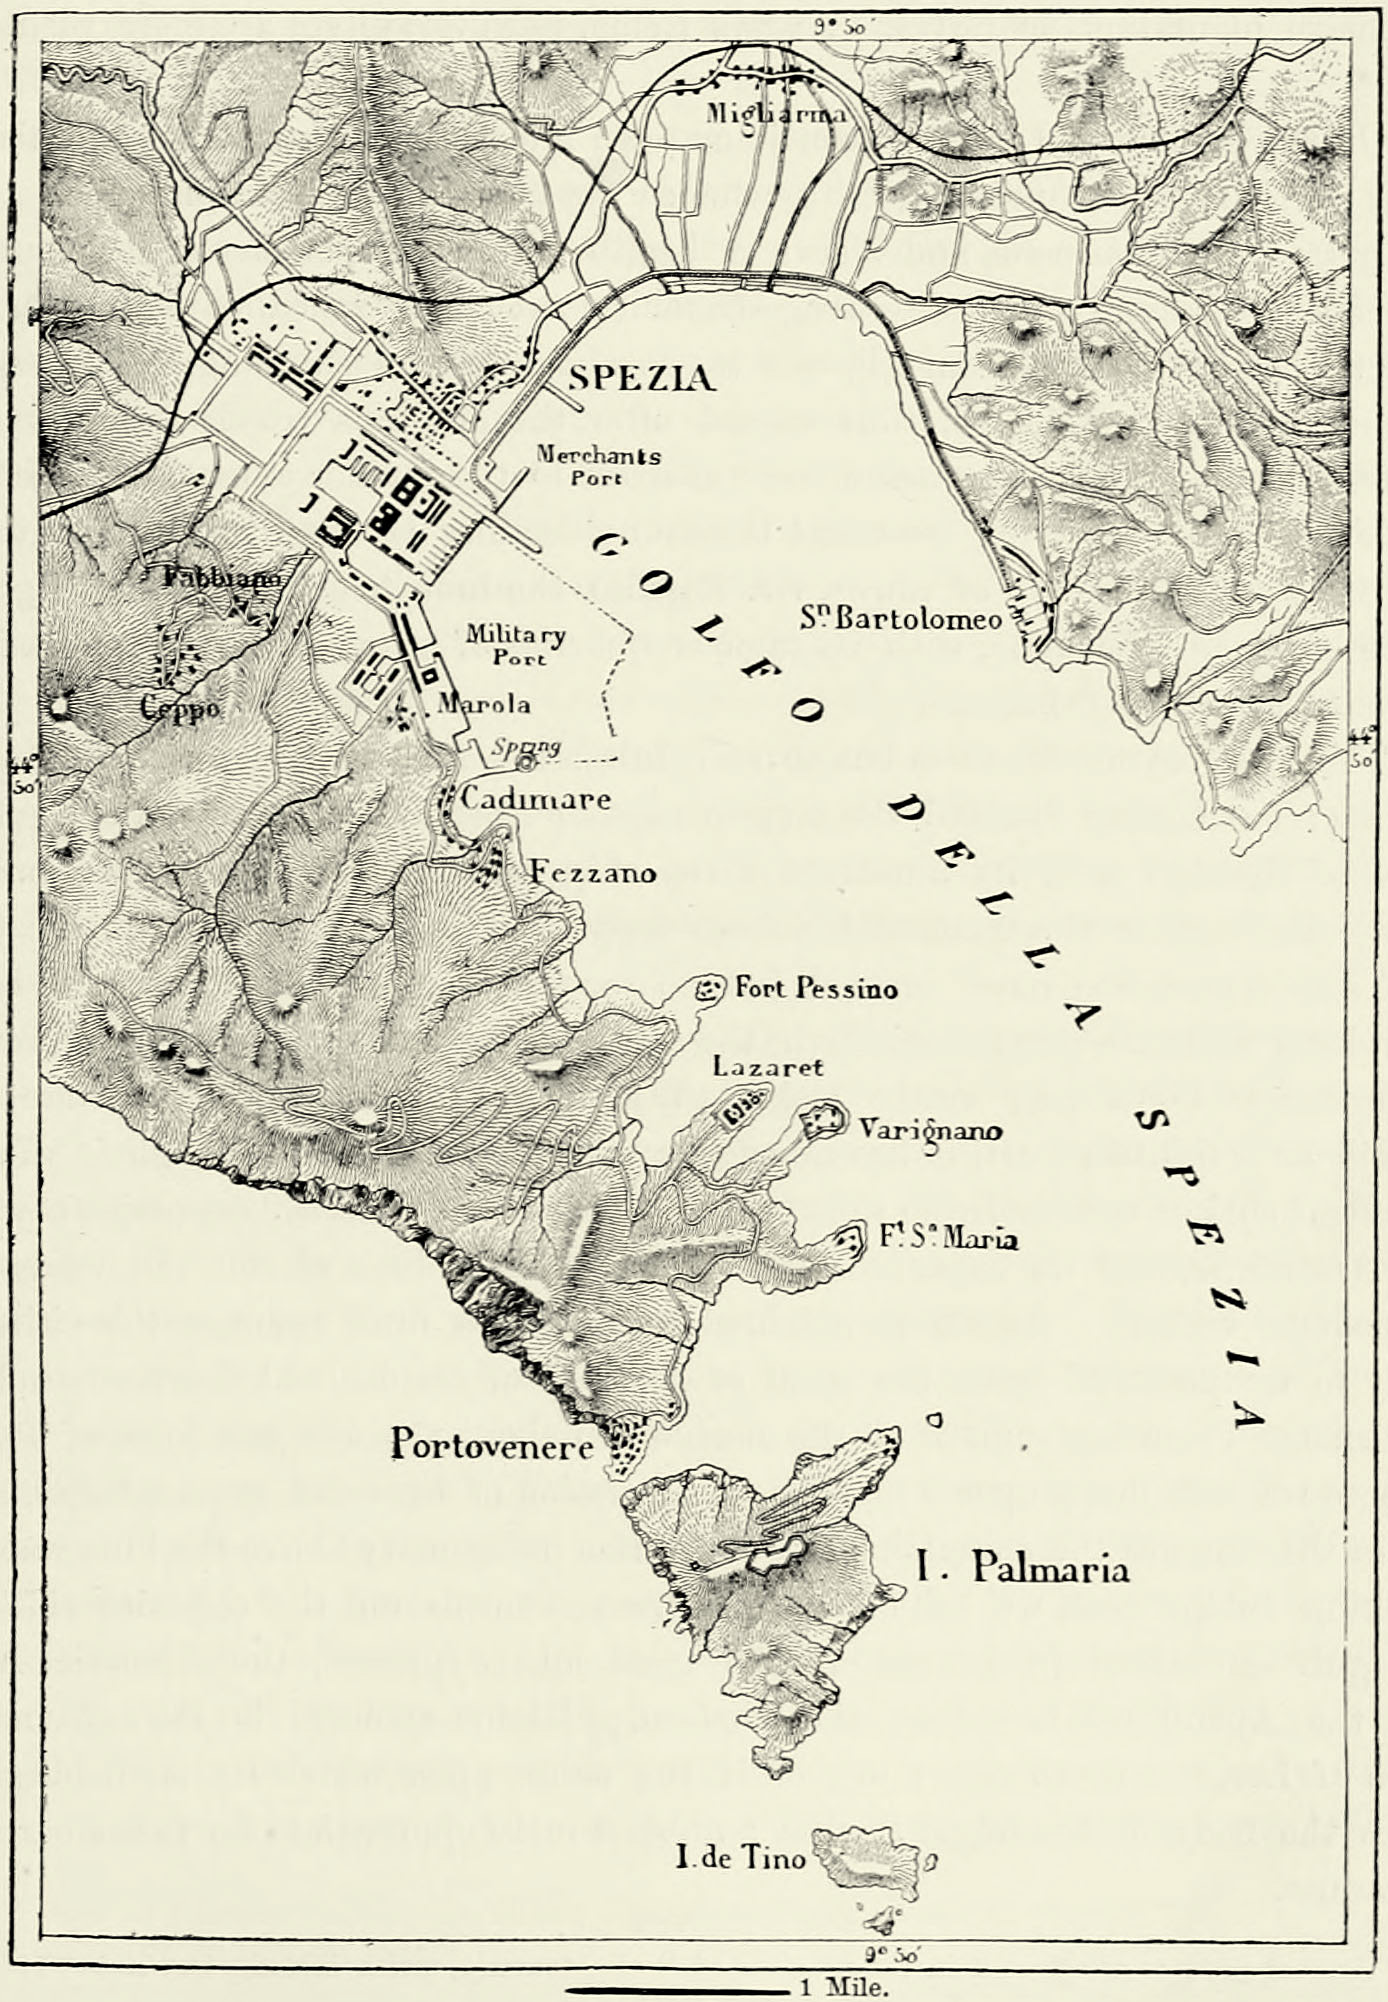 9° 50'
Migliarina
SPEZIA
Merchants
Port
GOLFO DELLA SPEZIA
Fabbiano
Sn. Bartolomeo
Military
Port
Ceppo
Marola
Spring
44°
50'
44°
50'
Cadimare
Fezzano
Fort Pessino
Lazaret
Varignano
Ft. Sa. Maria
Portovenere
I. Palmaria
I. de Tino
9° 50'
1 Mile.